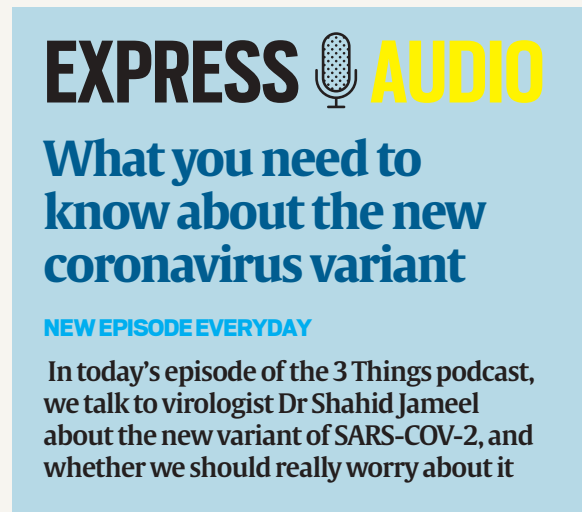 EXPRESS AUDIO
What you need to
know about the new
coronavirus variant
NEW EPISODE EVERYDAY
In today’s episode of the 3 Things podcast,
we talk to virologist Dr Shahid Jameel
about the new variant of SARS-COV-2, and
whether we should really worry about it